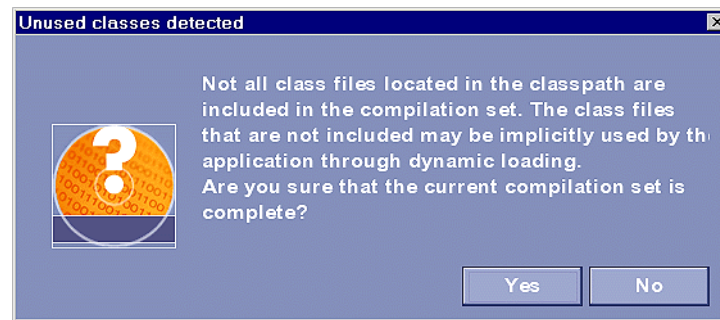 Unused classes detected
Not all class files located in the classpath are
included in the compilation set. The class files
that are not included may be implicitly used by th
application through dynamic loading.
Are you sure that the current compilation set is
complete?
Yes No